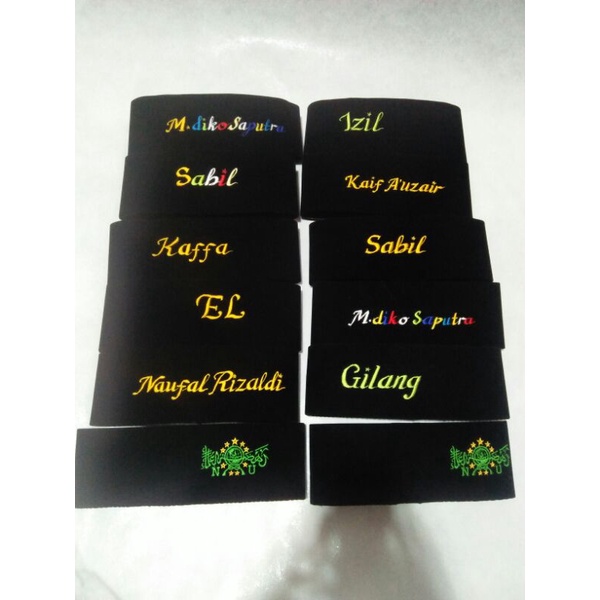 M.diko Saputra
Sabil
Kaffa
EL
Naufal Rizaldi
N U
Izil
Kaif A'uzair
Sabil
M.diko Saputra
Gilang
N U